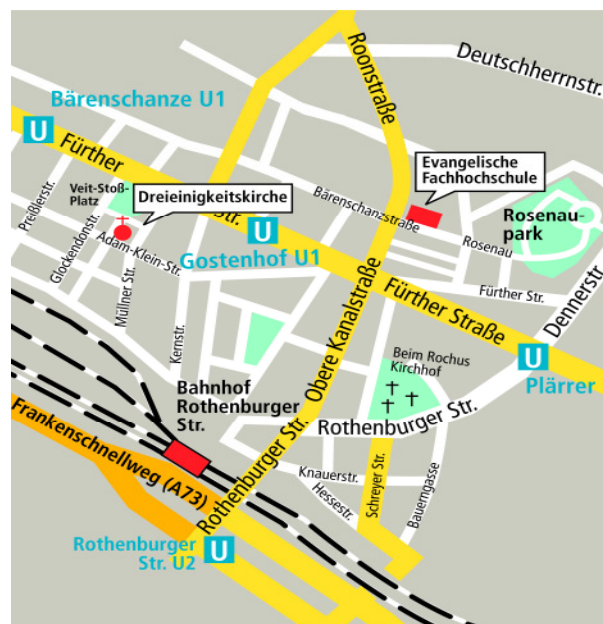 Deutschherrnstr.
Roonstraße
Bärenschanze U1
U
Fürther
Str.
Evangelische
Fachhochschule
Veit-Stoß-
Platz
Dreieinigkeitskirche
Preißlerstr.
Bärenschanzstraße
Rosenau-
park
Rosenau
U
Glockendonstr.
Adam-Klein-Str.
Gostenhof U1
Müllner Str.
Obere Kanalstraße
Fürther Str.
Fürther Straße
Dennerstr.
Kernstr.
Beim Rochus
Kirchhof
U
Plärrer
Bahnhof
Rothenburger
Str.
Rothenburger Str.
Frankenschnellweg (A73)
Rothenburger Str.
Knauerstr.
Hessestr.
Schreyer Str.
Bauerngasse
Rothenburger
Str. U2
U